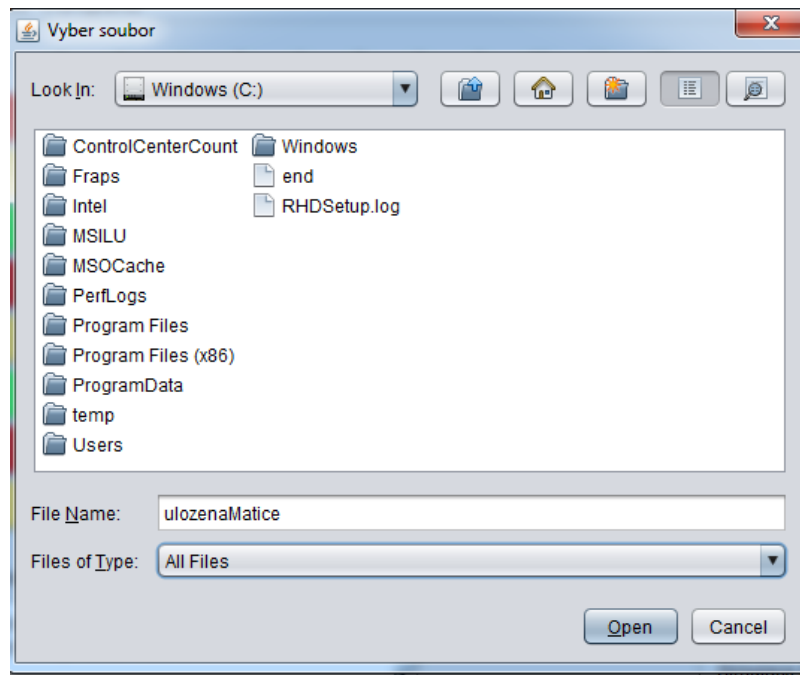 Vyber soubor
Look In: Windows (C:)
ControlCenterCount
Fraps
Intel
MSILU
MSOCache
PerfLogs
Program Files
Program Files (x86)
ProgramData
temp
Users
Windows
end
RHDSetup.log
File Name: ulozenaMatice
Files of Type: All Files
Open Cancel